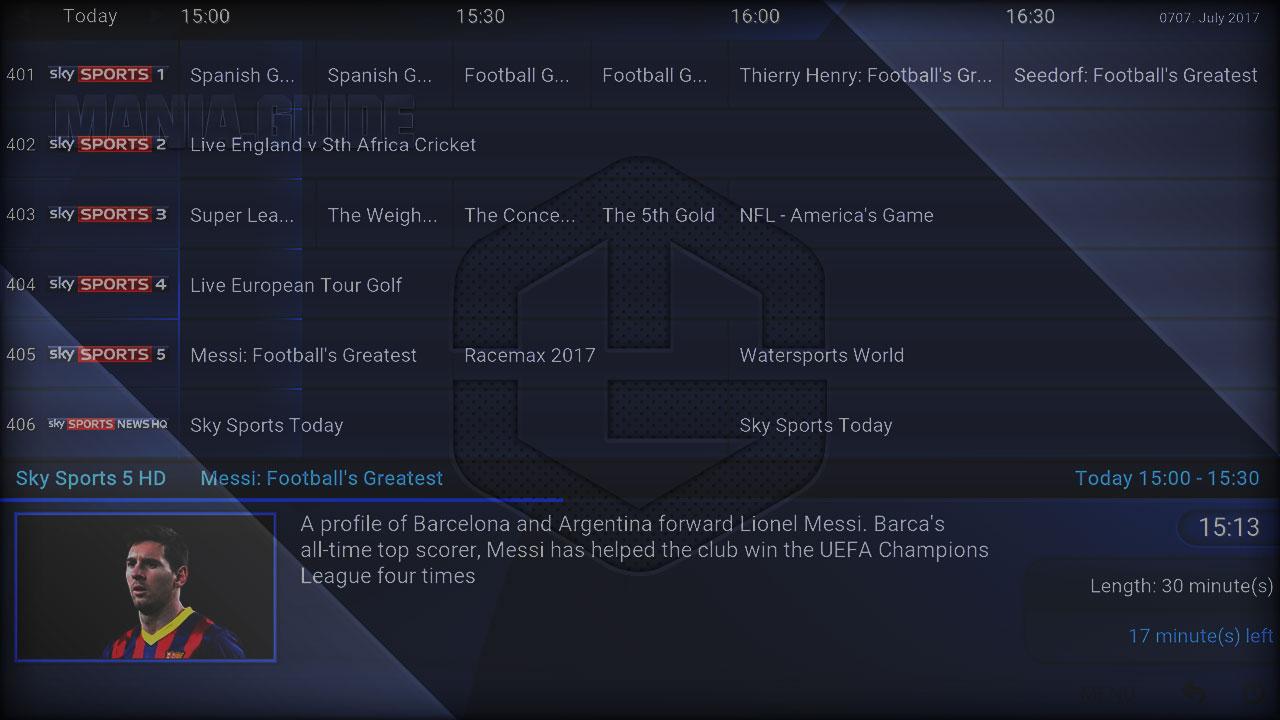 Today 15:00 15:30 16:00 16:30 0707. July 2017
401 sky SPORTS 1 Spanish G... Spanish G... Football G... Football G... Thierry Henry: Football's Gr... Seedorf: Football's Greatest
MANIA.GUIDE
402 sky SPORTS 2 Live England v Sth Africa Cricket
403 sky SPORTS 3 Super Lea... The Weigh... The Conce... The 5th Gold NFL - America's Game
404 sky SPORTS 4 Live European Tour Golf
405 sky SPORTS 5 Messi: Football's Greatest Racemax 2017 Watersports World
406 sky SPORTS NEWS HQ Sky Sports Today Sky Sports Today
Sky Sports 5 HD Messi: Football's Greatest Today 15:00 - 15:30
A profile of Barcelona and Argentina forward Lionel Messi. Barca's
all-time top scorer, Messi has helped the club win the UEFA Champions
League four times
15:13
Length: 30 minute(s)
17 minute(s) left
MENU